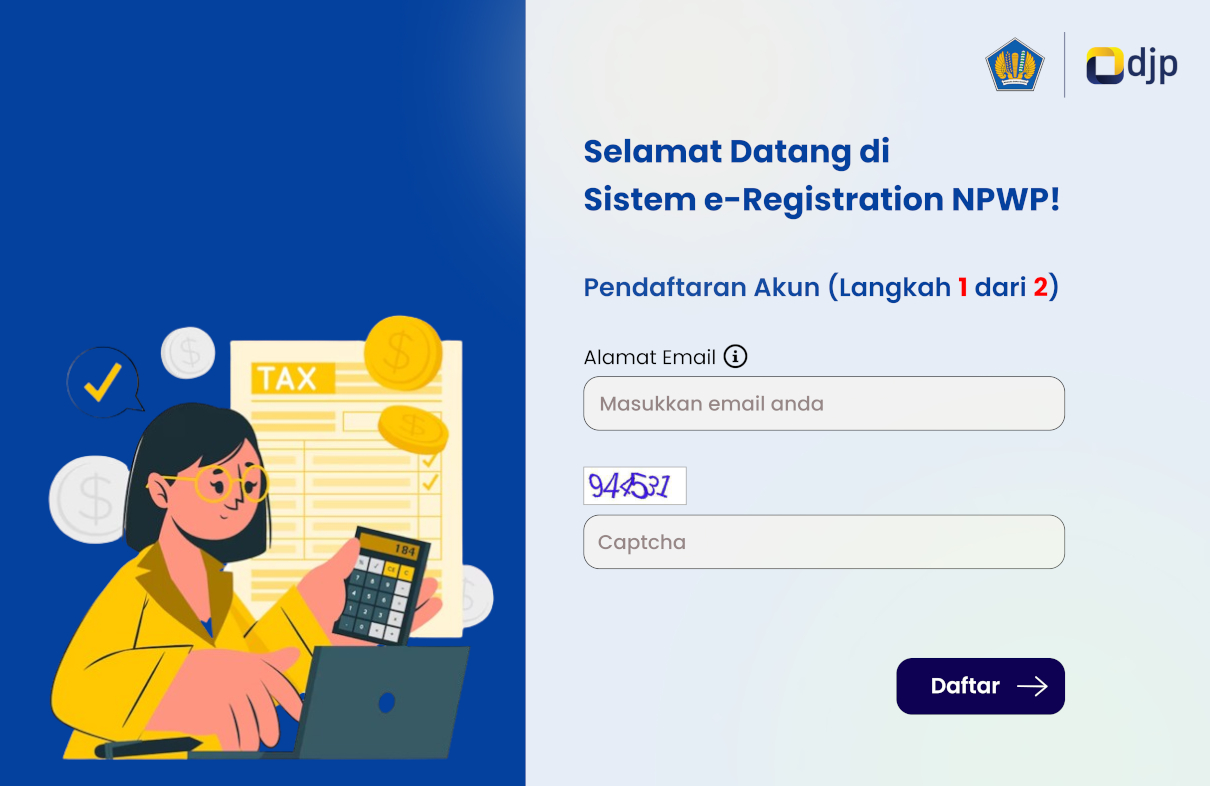 djp
Selamat Datang di
Sistem e-Registration NPWP!
Pendaftaran Akun (Langkah 1 dari 2)
Alamat Email
Masukkan email anda
944531
Captcha
Daftar
TAX
184